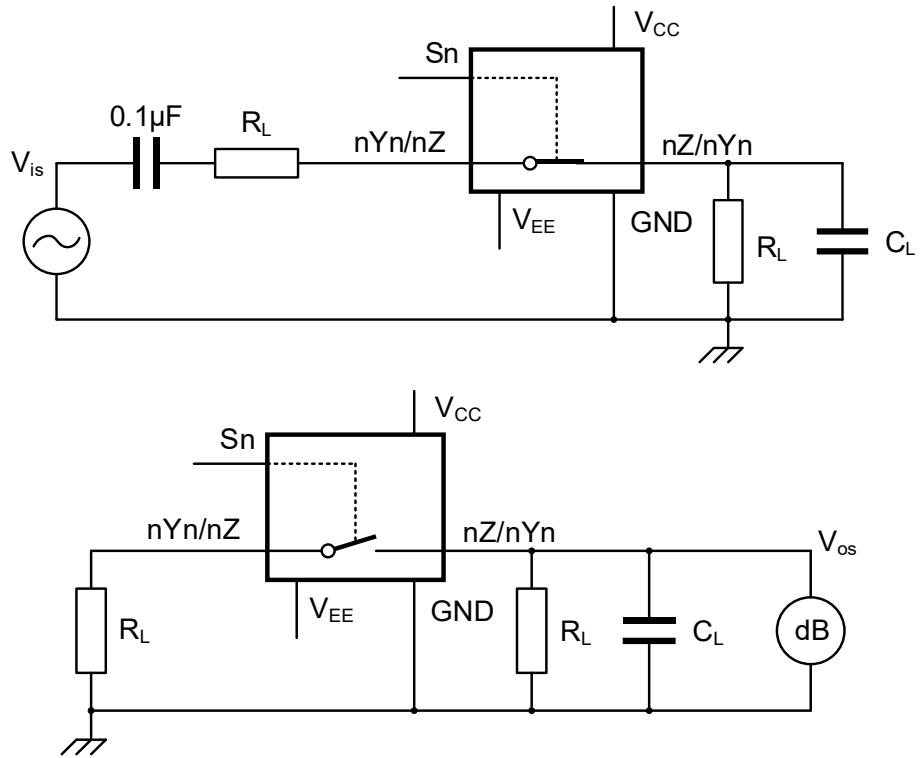 V_CC
Sn
0.1µF
R_L
nYn/nZ
nZ/nYn
V_is
V_EE
GND
R_L
C_L
V_CC
Sn
nYn/nZ
nZ/nYn
V_os
V_EE
GND
R_L
R_L
C_L
dB